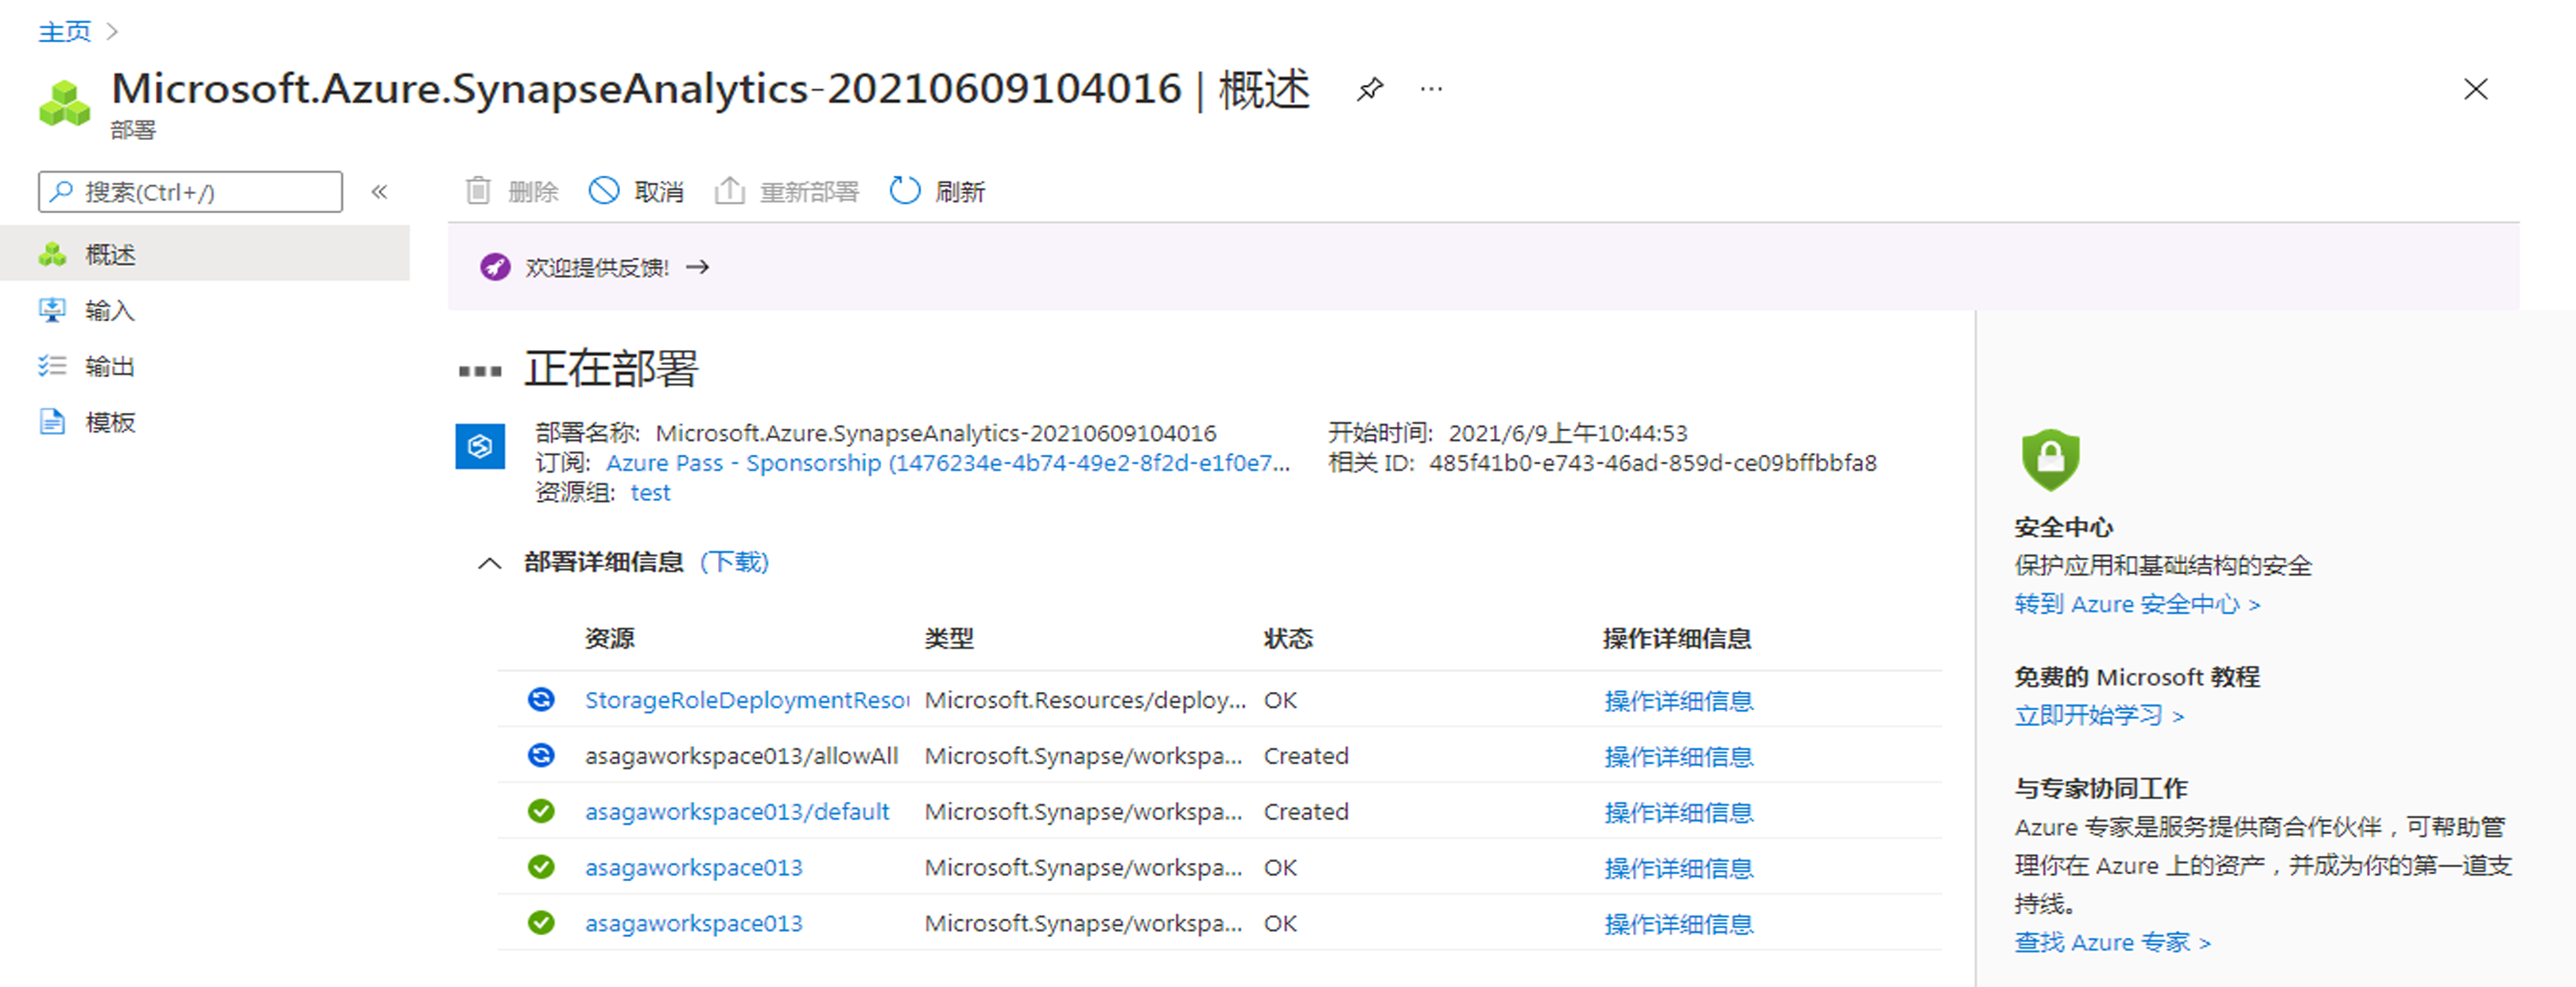 主页 >
Microsoft.Azure.SynapseAnalytics-20210609104016 | 概述
部署
搜索(Ctrl+/)
«
删除 取消 重新部署 刷新
概述
输入
输出
模板
欢迎提供反馈! →
正在部署
部署名称: Microsoft.Azure.SynapseAnalytics-20210609104016
订阅: Azure Pass - Sponsorship (1476234e-4b74-49e2-8f2d-e1f0e7...
资源组: test
开始时间: 2021/6/9上午10:44:53
相关 ID: 485f41b0-e743-46ad-859d-ce09bffbbfa8
部署详细信息 (下载)
资源 类型 状态 操作详细信息
StorageRoleDeploymentResou Microsoft.Resources/deploy... OK 操作详细信息
asagaworkspace013/allowAll Microsoft.Synapse/workspa... Created 操作详细信息
asagaworkspace013/default Microsoft.Synapse/workspa... Created 操作详细信息
asagaworkspace013 Microsoft.Synapse/workspa... OK 操作详细信息
asagaworkspace013 Microsoft.Synapse/workspa... OK 操作详细信息
安全中心
保护应用和基础结构的安全
转到 Azure 安全中心 >
免费的 Microsoft 教程
立即开始学习 >
与专家协同工作
Azure 专家是服务提供商合作伙伴，可帮助管
理你在 Azure 上的资产，并成为你的第一道支
持线。
查找 Azure 专家 >